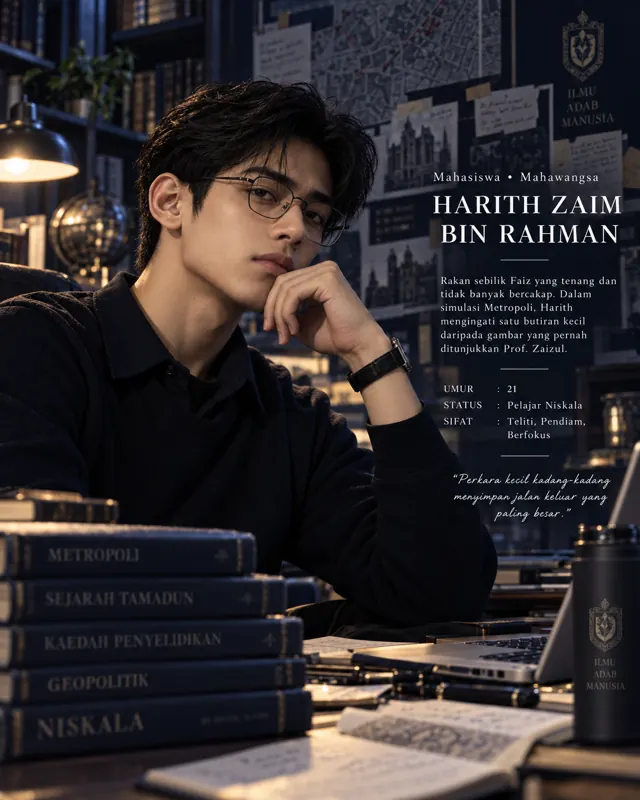 ILMU
ADAB
MANUSIA
Mahasiswa • Mahawangsa
HARITH ZAIM
BIN RAHMAN
Rakan sebilik Faiz yang tenang dan
tidak banyak bercakap. Dalam
simulasi Metropoli, Harith
mengingati satu butiran kecil
daripada gambar yang pernah
ditunjukkan Prof. Zaizul.
UMUR : 21
STATUS : Pelajar Niskala
SIFAT : Teliti, Pendiam,
Berfokus
“Perkara kecil kadang-kadang
menyimpan jalan keluar yang
paling besar.”
METROPOLI
SEJARAH TAMADUN
KAEDAH PENYELIDIKAN
GEOPOLITIK
NISKALA
ILMU
ADAB
MANUSIA